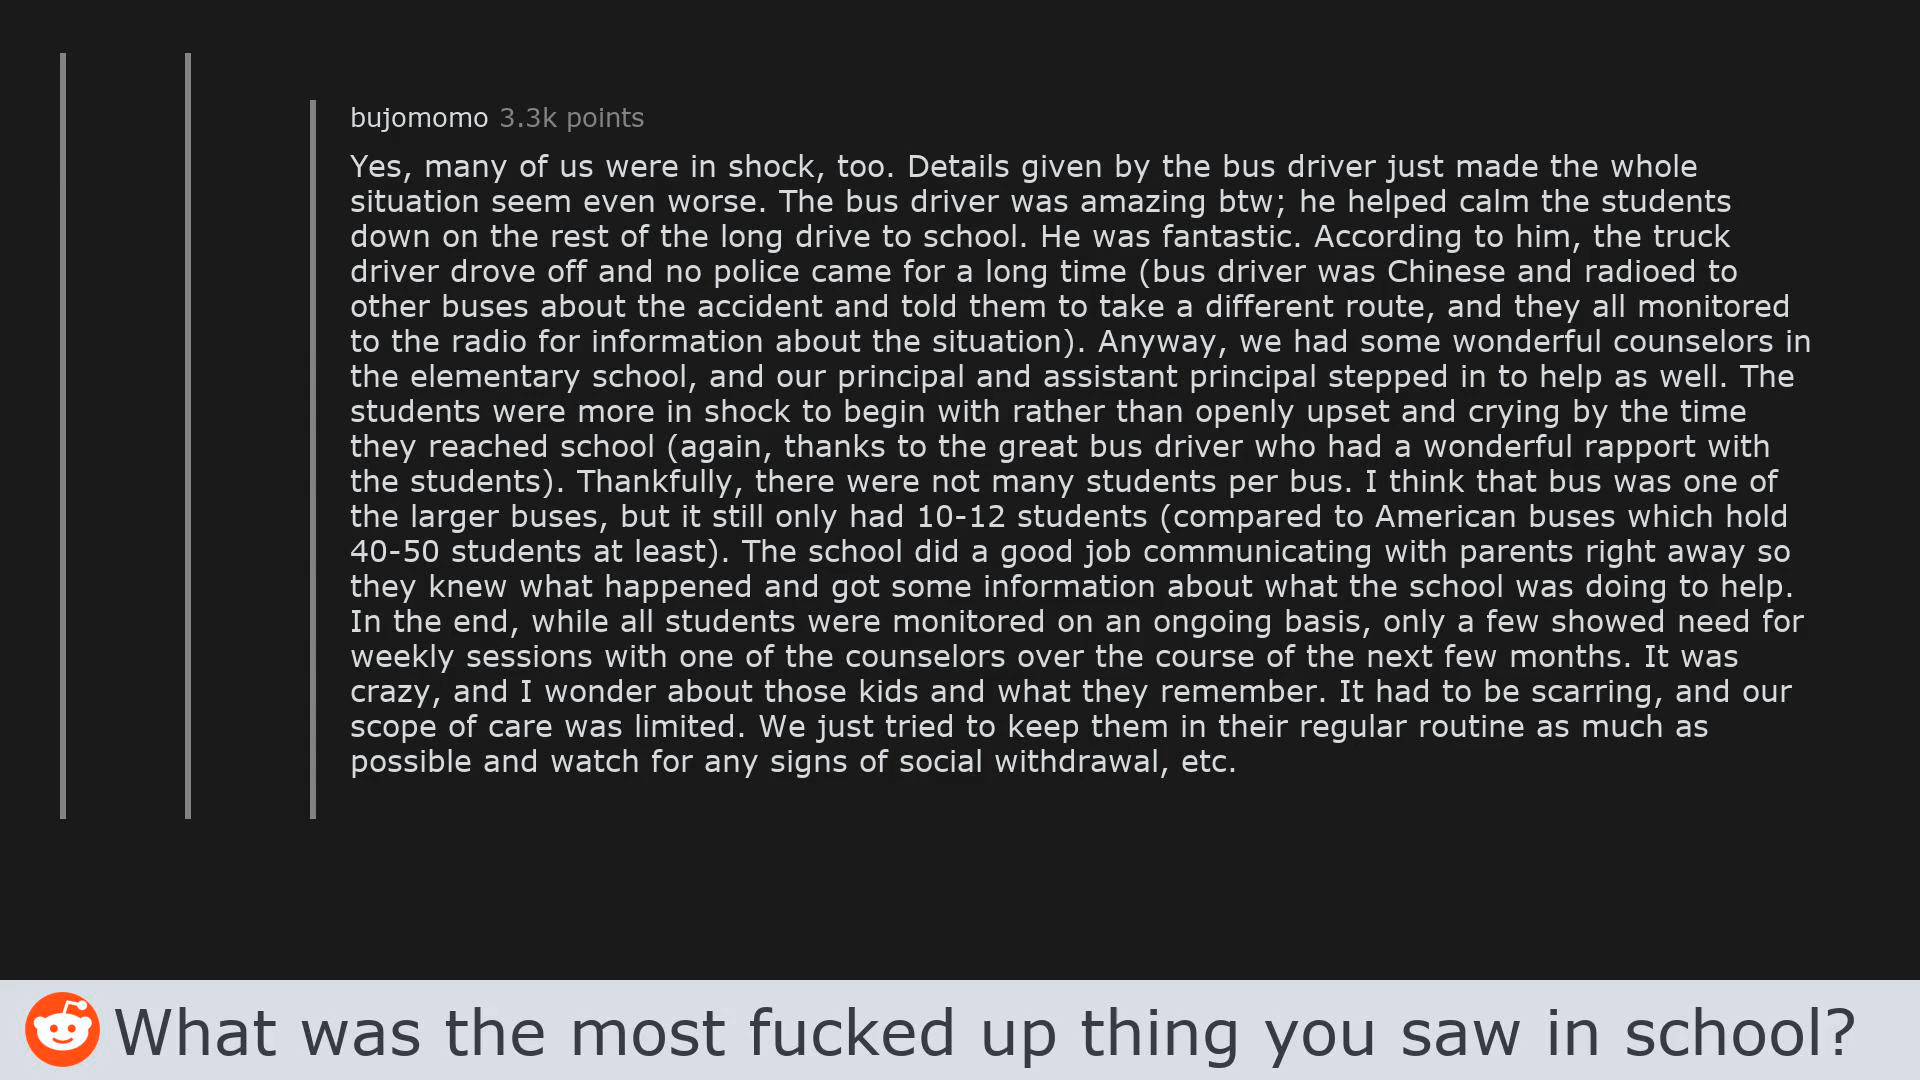 bujomomo 3.3k points
Yes, many of us were in shock, too. Details given by the bus driver just made the whole
situation seem even worse. The bus driver was amazing btw; he helped calm the students
down on the rest of the long drive to school. He was fantastic. According to him, the truck
driver drove off and no police came for a long time (bus driver was Chinese and radioed to
other buses about the accident and told them to take a different route, and they all monitored
to the radio for information about the situation). Anyway, we had some wonderful counselors in
the elementary school, and our principal and assistant principal stepped in to help as well. The
students were more in shock to begin with rather than openly upset and crying by the time
they reached school (again, thanks to the great bus driver who had a wonderful rapport with
the students). Thankfully, there were not many students per bus. I think that bus was one of
the larger buses, but it still only had 10-12 students (compared to American buses which hold
40-50 students at least). The school did a good job communicating with parents right away so
they knew what happened and got some information about what the school was doing to help.
In the end, while all students were monitored on an ongoing basis, only a few showed need for
weekly sessions with one of the counselors over the course of the next few months. It was
crazy, and I wonder about those kids and what they remember. It had to be scarring, and our
scope of care was limited. We just tried to keep them in their regular routine as much as
possible and watch for any signs of social withdrawal, etc.
What was the most fucked up thing you saw in school?